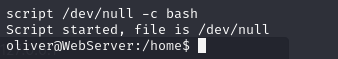 script /dev/null -c bash
Script started, file is /dev/null
oliver@WebServer:/home$